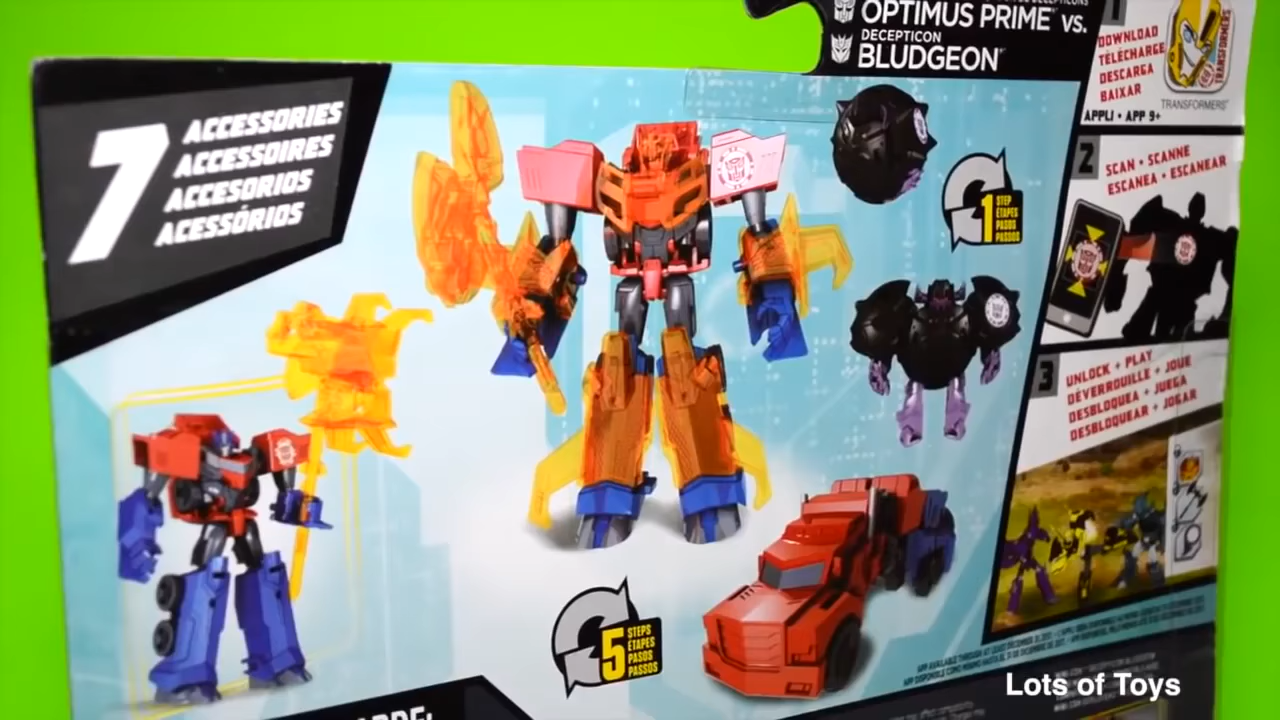 OPTIMUS PRIME VS.
DECEPTICON
BLUDGEON
7
ACCESSORIES
ACCESSOIRES
ACCESORIOS
ACESSÓRIOS
1
STEP
ÉTAPES
PASOS
PASSOS
5
STEPS
ÉTAPES
PASOS
PASSOS
1
DOWNLOAD
TÉLÉCHARGE
DESCARGA
BAIXAR
APPLI • APP 9+
TRANSFORMERS
TRANSFORMERS
2
SCAN • SCANNE
ESCANEA • ESCANEAR
3
UNLOCK + PLAY
DÉVERROUILLE + JOUE
DESBLOQUEA + JUEGA
DESBLOQUEAR + JOGAR
Lots of Toys